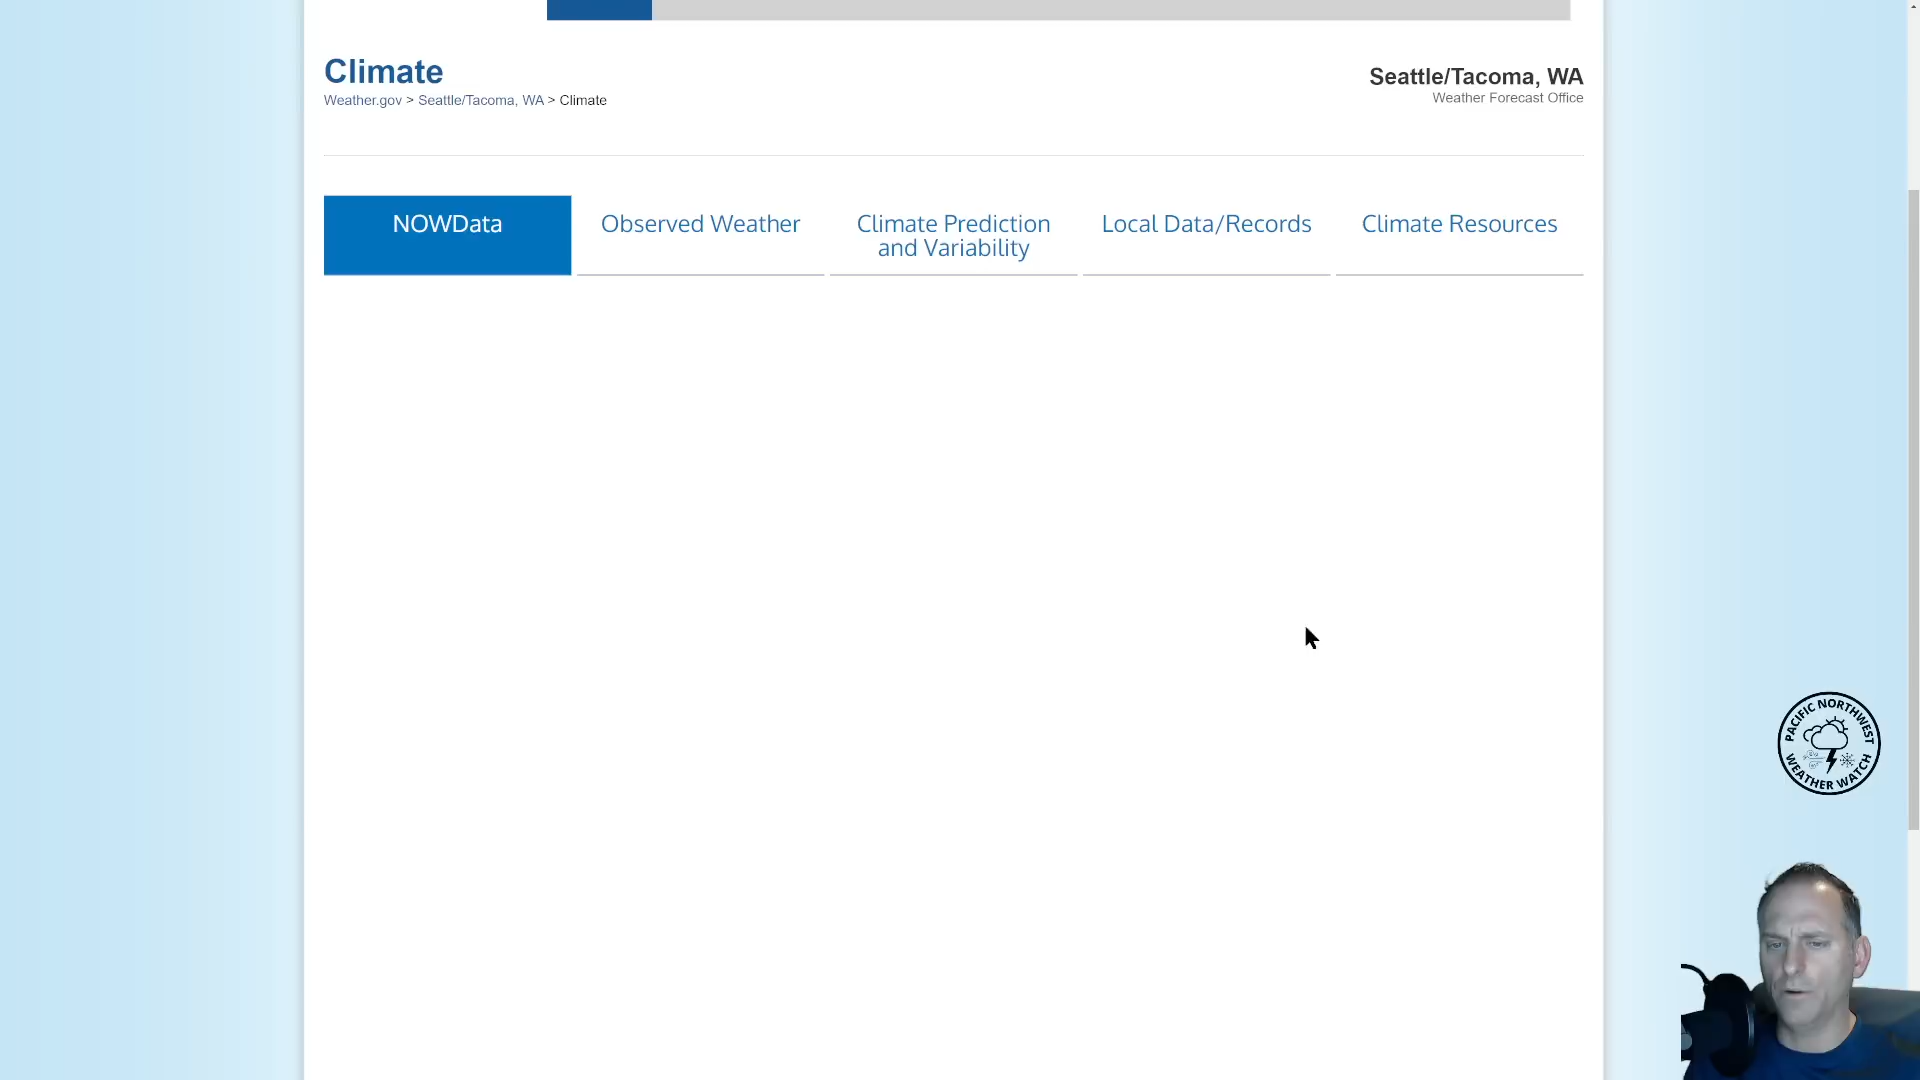 Climate
Weather.gov > Seattle/Tacoma, WA > Climate
Seattle/Tacoma, WA
Weather Forecast Office
NOWData
Observed Weather
Climate Prediction
and Variability
Local Data/Records
Climate Resources
PACIFIC NORTHWEST
WEATHER WATCH